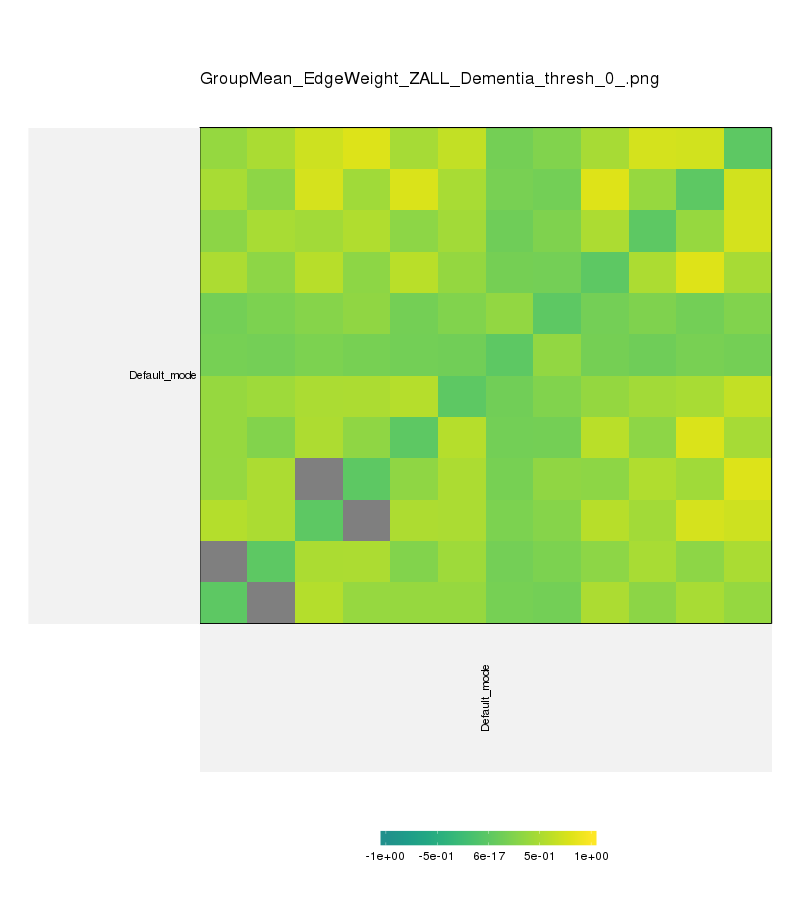 GroupMean_EdgeWeight_ZALL_Dementia_thresh_0_.png
Default_mode
Default_mode
-1e+00 -5e-01 6e-17 5e-01 1e+00